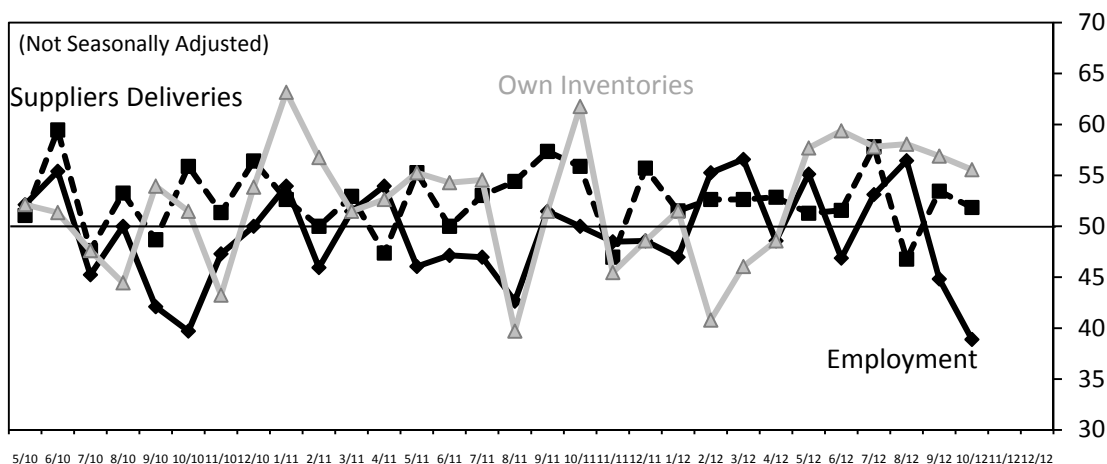 (Not Seasonally Adjusted)
Own Inventories
Suppliers Deliveries
Employment
70
65
60
55
50
45
40
35
30
5/10 6/10 7/10 8/10 9/10 10/10 11/10 12/10 1/11 2/11 3/11 4/11 5/11 6/11 7/11 8/11 9/11 10/11 11/11 12/11 1/12 2/12 3/12 4/12 5/12 6/12 7/12 8/12 9/12 10/12 11/12 12/12